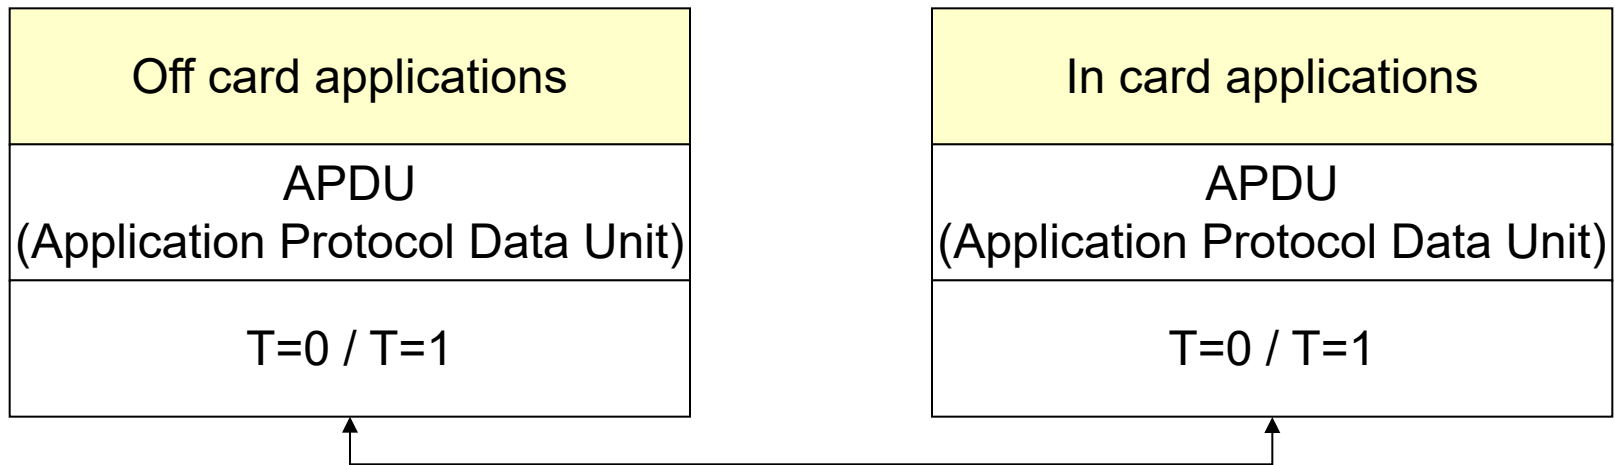 Off card applications
APDU
(Application Protocol Data Unit)
T=0 / T=1
In card applications
APDU
(Application Protocol Data Unit)
T=0 / T=1